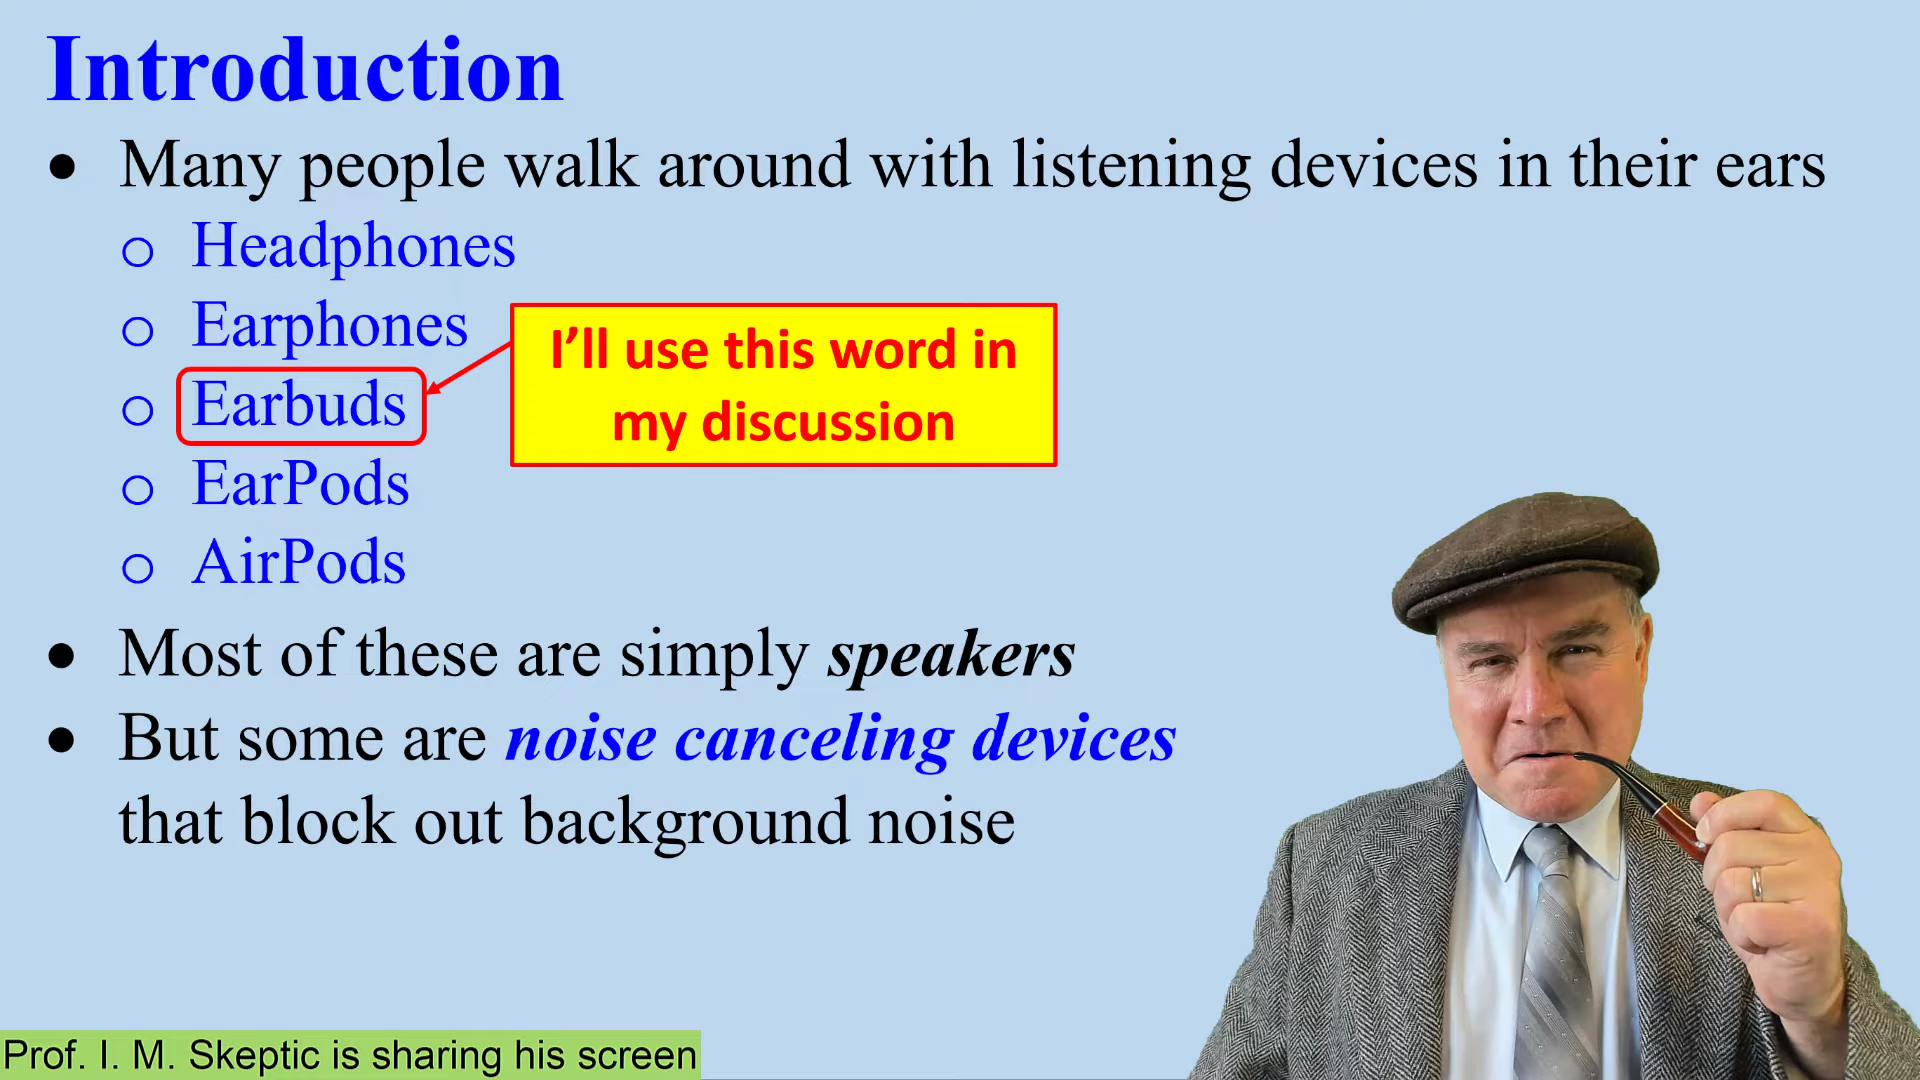 Introduction
• Many people walk around with listening devices in their ears
o Headphones
o Earphones
o Earbuds
I’ll use this word in
my discussion
o EarPods
o AirPods
• Most of these are simply speakers
• But some are noise canceling devices
that block out background noise
Prof. I. M. Skeptic is sharing his screen